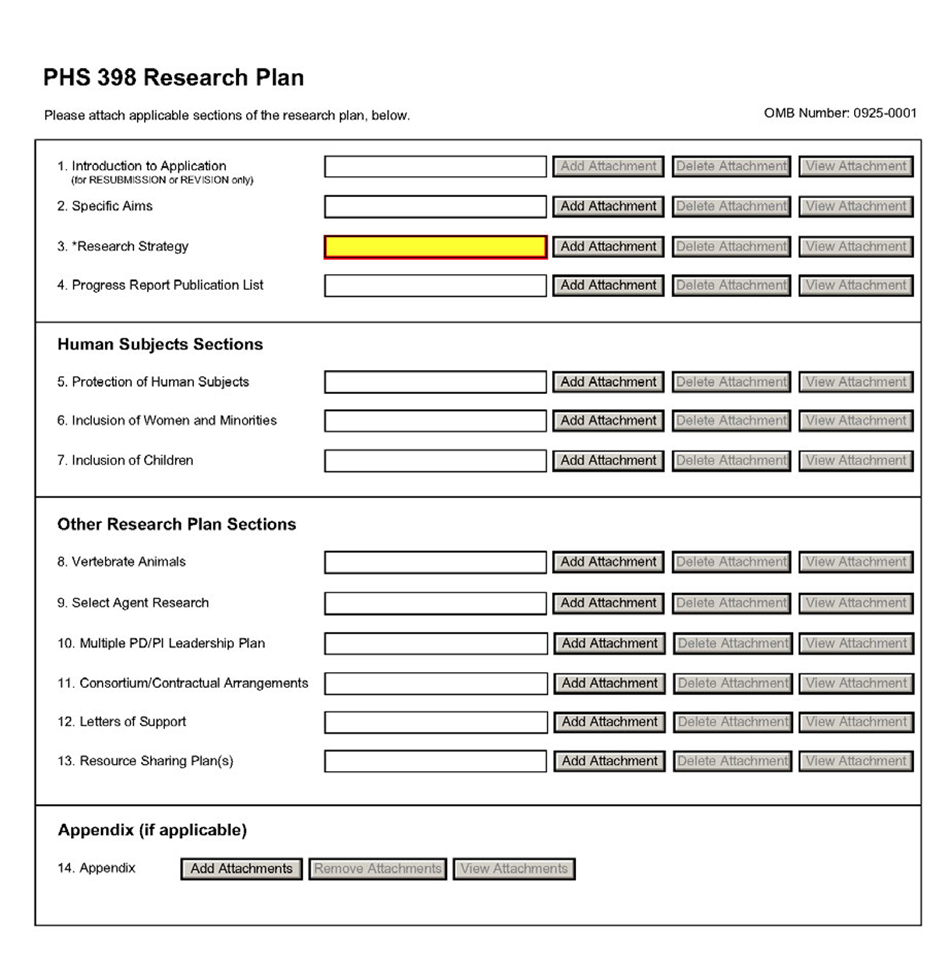 PHS 398 Research Plan
Please attach applicable sections of the research plan, below. OMB Number: 0925-0001
1. Introduction to Application Add Attachment Delete Attachment View Attachment
(for RESUBMISSION or REVISION only)
2. Specific Aims Add Attachment Delete Attachment View Attachment
3. *Research Strategy Add Attachment Delete Attachment View Attachment
4. Progress Report Publication List Add Attachment Delete Attachment View Attachment
Human Subjects Sections
5. Protection of Human Subjects Add Attachment Delete Attachment View Attachment
6. Inclusion of Women and Minorities Add Attachment Delete Attachment View Attachment
7. Inclusion of Children Add Attachment Delete Attachment View Attachment
Other Research Plan Sections
8. Vertebrate Animals Add Attachment Delete Attachment View Attachment
9. Select Agent Research Add Attachment Delete Attachment View Attachment
10. Multiple PD/PI Leadership Plan Add Attachment Delete Attachment View Attachment
11. Consortium/Contractual Arrangements Add Attachment Delete Attachment View Attachment
12. Letters of Support Add Attachment Delete Attachment View Attachment
13. Resource Sharing Plan(s) Add Attachment Delete Attachment View Attachment
Appendix (if applicable)
14. Appendix Add Attachments Remove Attachments View Attachments